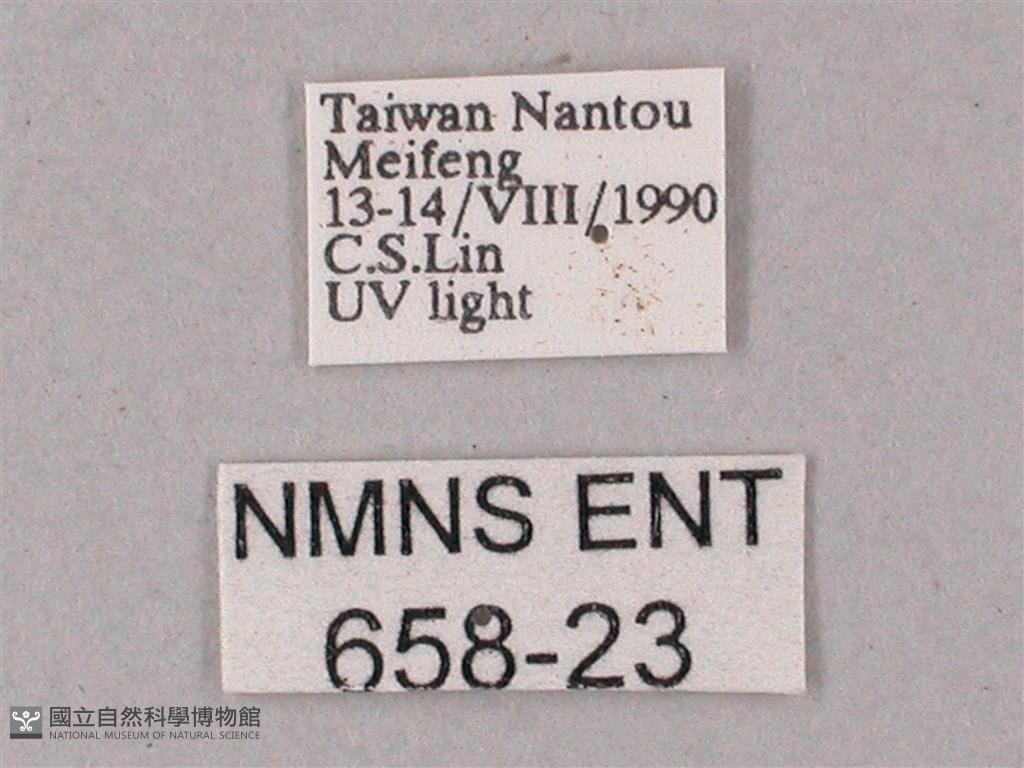 Taiwan Nantou
Meifeng
13-14/VIII/1990
C.S.Lin
UV light
NMNS ENT
658-23
國立自然科學博物館
NATIONAL MUSEUM OF NATURAL SCIENCE